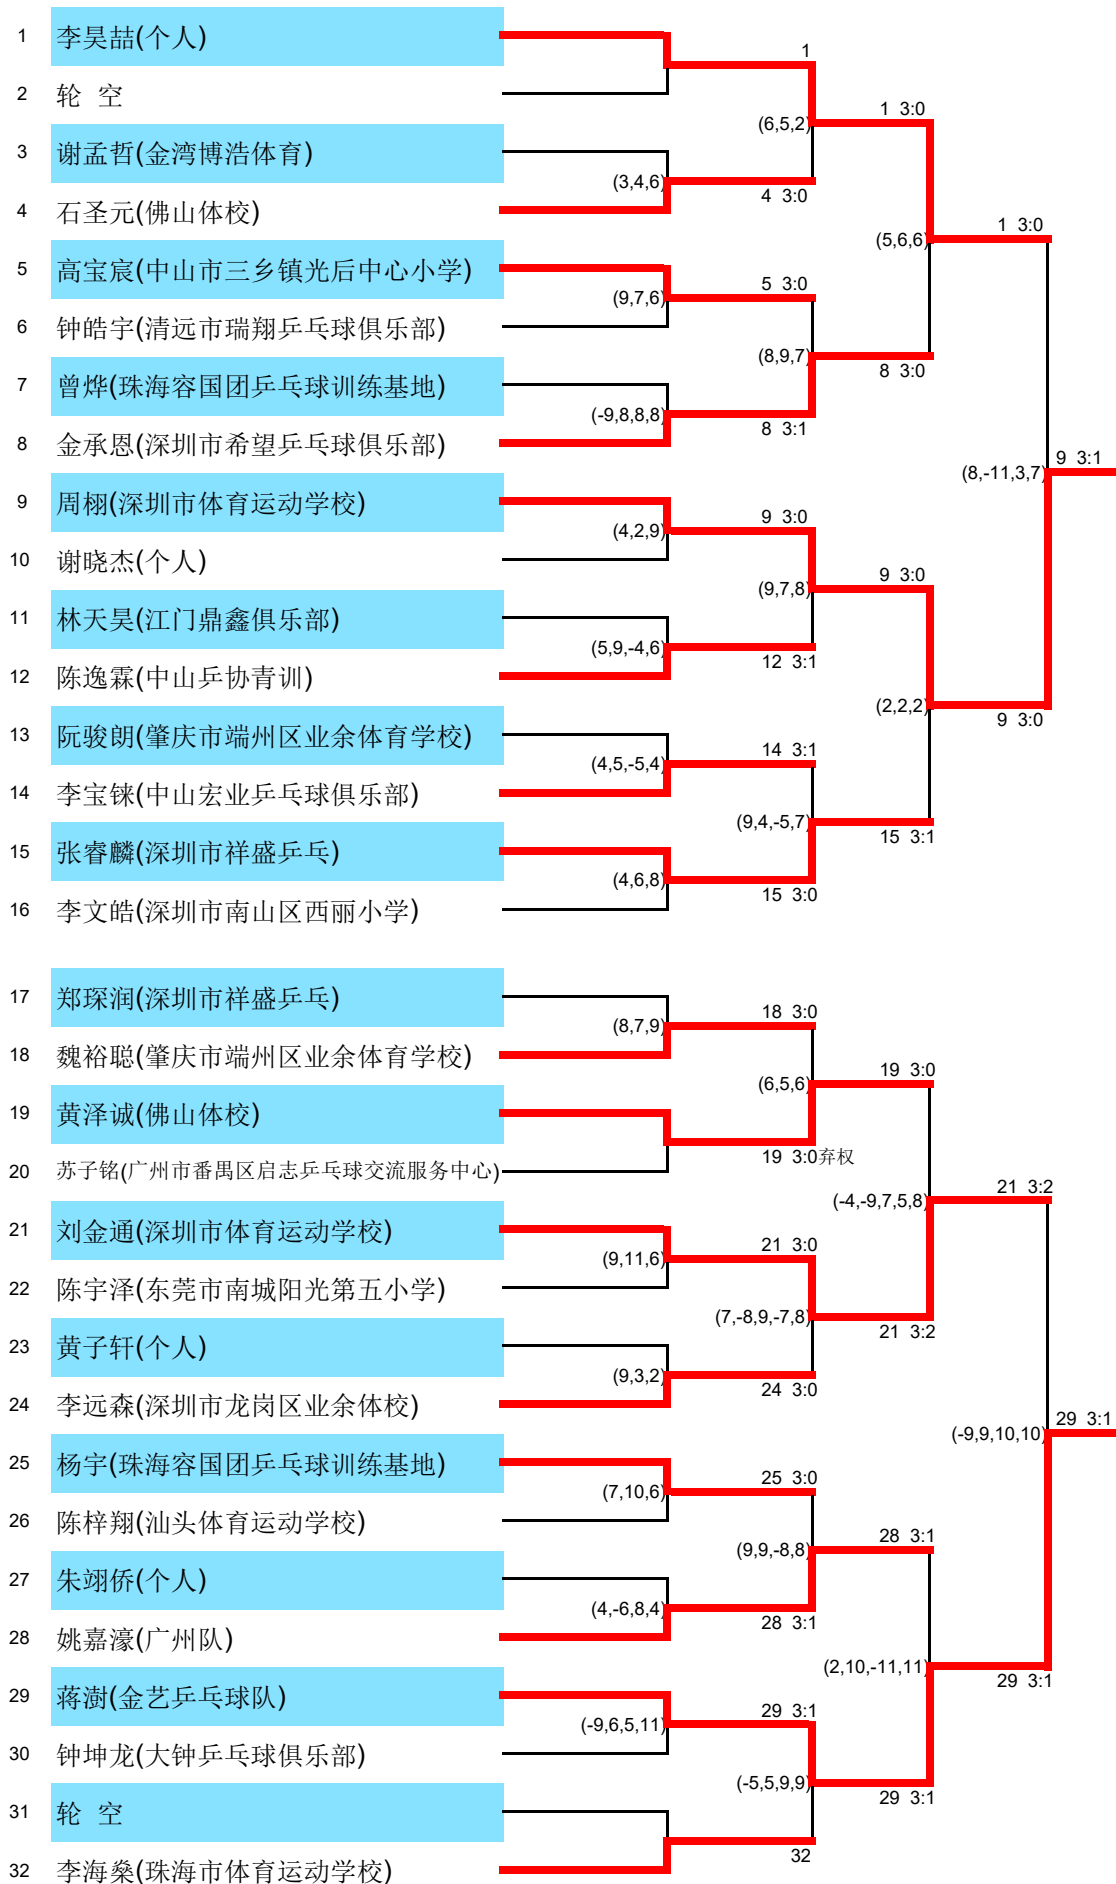 1 李昊喆(个人)
1
2 轮 空
1 3:0
(6,5,2)
3 谢孟哲(金湾博浩体育)
(3,4,6)
4 3:0
4 石圣元(佛山体校)
1 3:0
(5,6,6)
5 高宝宸(中山市三乡镇光后中心小学)
5 3:0
(9,7,6)
6 钟皓宇(清远市瑞翔乒乓球俱乐部)
(8,9,7)
8 3:0
7 曾烨(珠海容国团乒乓球训练基地)
(-9,8,8,8)
8 3:1
8 金承恩(深圳市希望乒乓球俱乐部)
9 3:1
(8,-11,3,7)
9 周栩(深圳市体育运动学校)
9 3:0
(4,2,9)
10 谢晓杰(个人)
9 3:0
(9,7,8)
11 林天昊(江门鼎鑫俱乐部)
(5,9,-4,6)
12 3:1
12 陈逸霖(中山乒协青训)
(2,2,2)
9 3:0
13 阮骏朗(肇庆市端州区业余体育学校)
14 3:1
(4,5,-5,4)
14 李宝铼(中山宏业乒乓球俱乐部)
(9,4,-5,7)
15 3:1
15 张睿麟(深圳市祥盛乒乓)
(4,6,8)
15 3:0
16 李文皓(深圳市南山区西丽小学)
17 郑琛润(深圳市祥盛乒乓)
18 3:0
(8,7,9)
18 魏裕聪(肇庆市端州区业余体育学校)
19 3:0
(6,5,6)
19 黄泽诚(佛山体校)
19 3:0弃权
20 苏子铭(广州市番禺区启志乒乓球交流服务中心)
21 3:2
(-4,-9,7,5,8)
21 刘金通(深圳市体育运动学校)
21 3:0
(9,11,6)
22 陈宇泽(东莞市南城阳光第五小学)
(7,-8,9,-7,8)
21 3:2
23 黄子轩(个人)
(9,3,2)
24 3:0
24 李远森(深圳市龙岗区业余体校)
29 3:1
(-9,9,10,10)
25 杨宇(珠海容国团乒乓球训练基地)
25 3:0
(7,10,6)
26 陈梓翔(汕头体育运动学校)
28 3:1
(9,9,-8,8)
27 朱翊侨(个人)
(4,-6,8,4)
28 3:1
28 姚嘉濠(广州队)
(2,10,-11,11)
29 3:1
29 蒋澍(金艺乒乓球队)
29 3:1
(-9,6,5,11)
30 钟坤龙(大钟乒乓球俱乐部)
(-5,5,9,9)
29 3:1
31 轮 空
32
32 李海燊(珠海市体育运动学校)